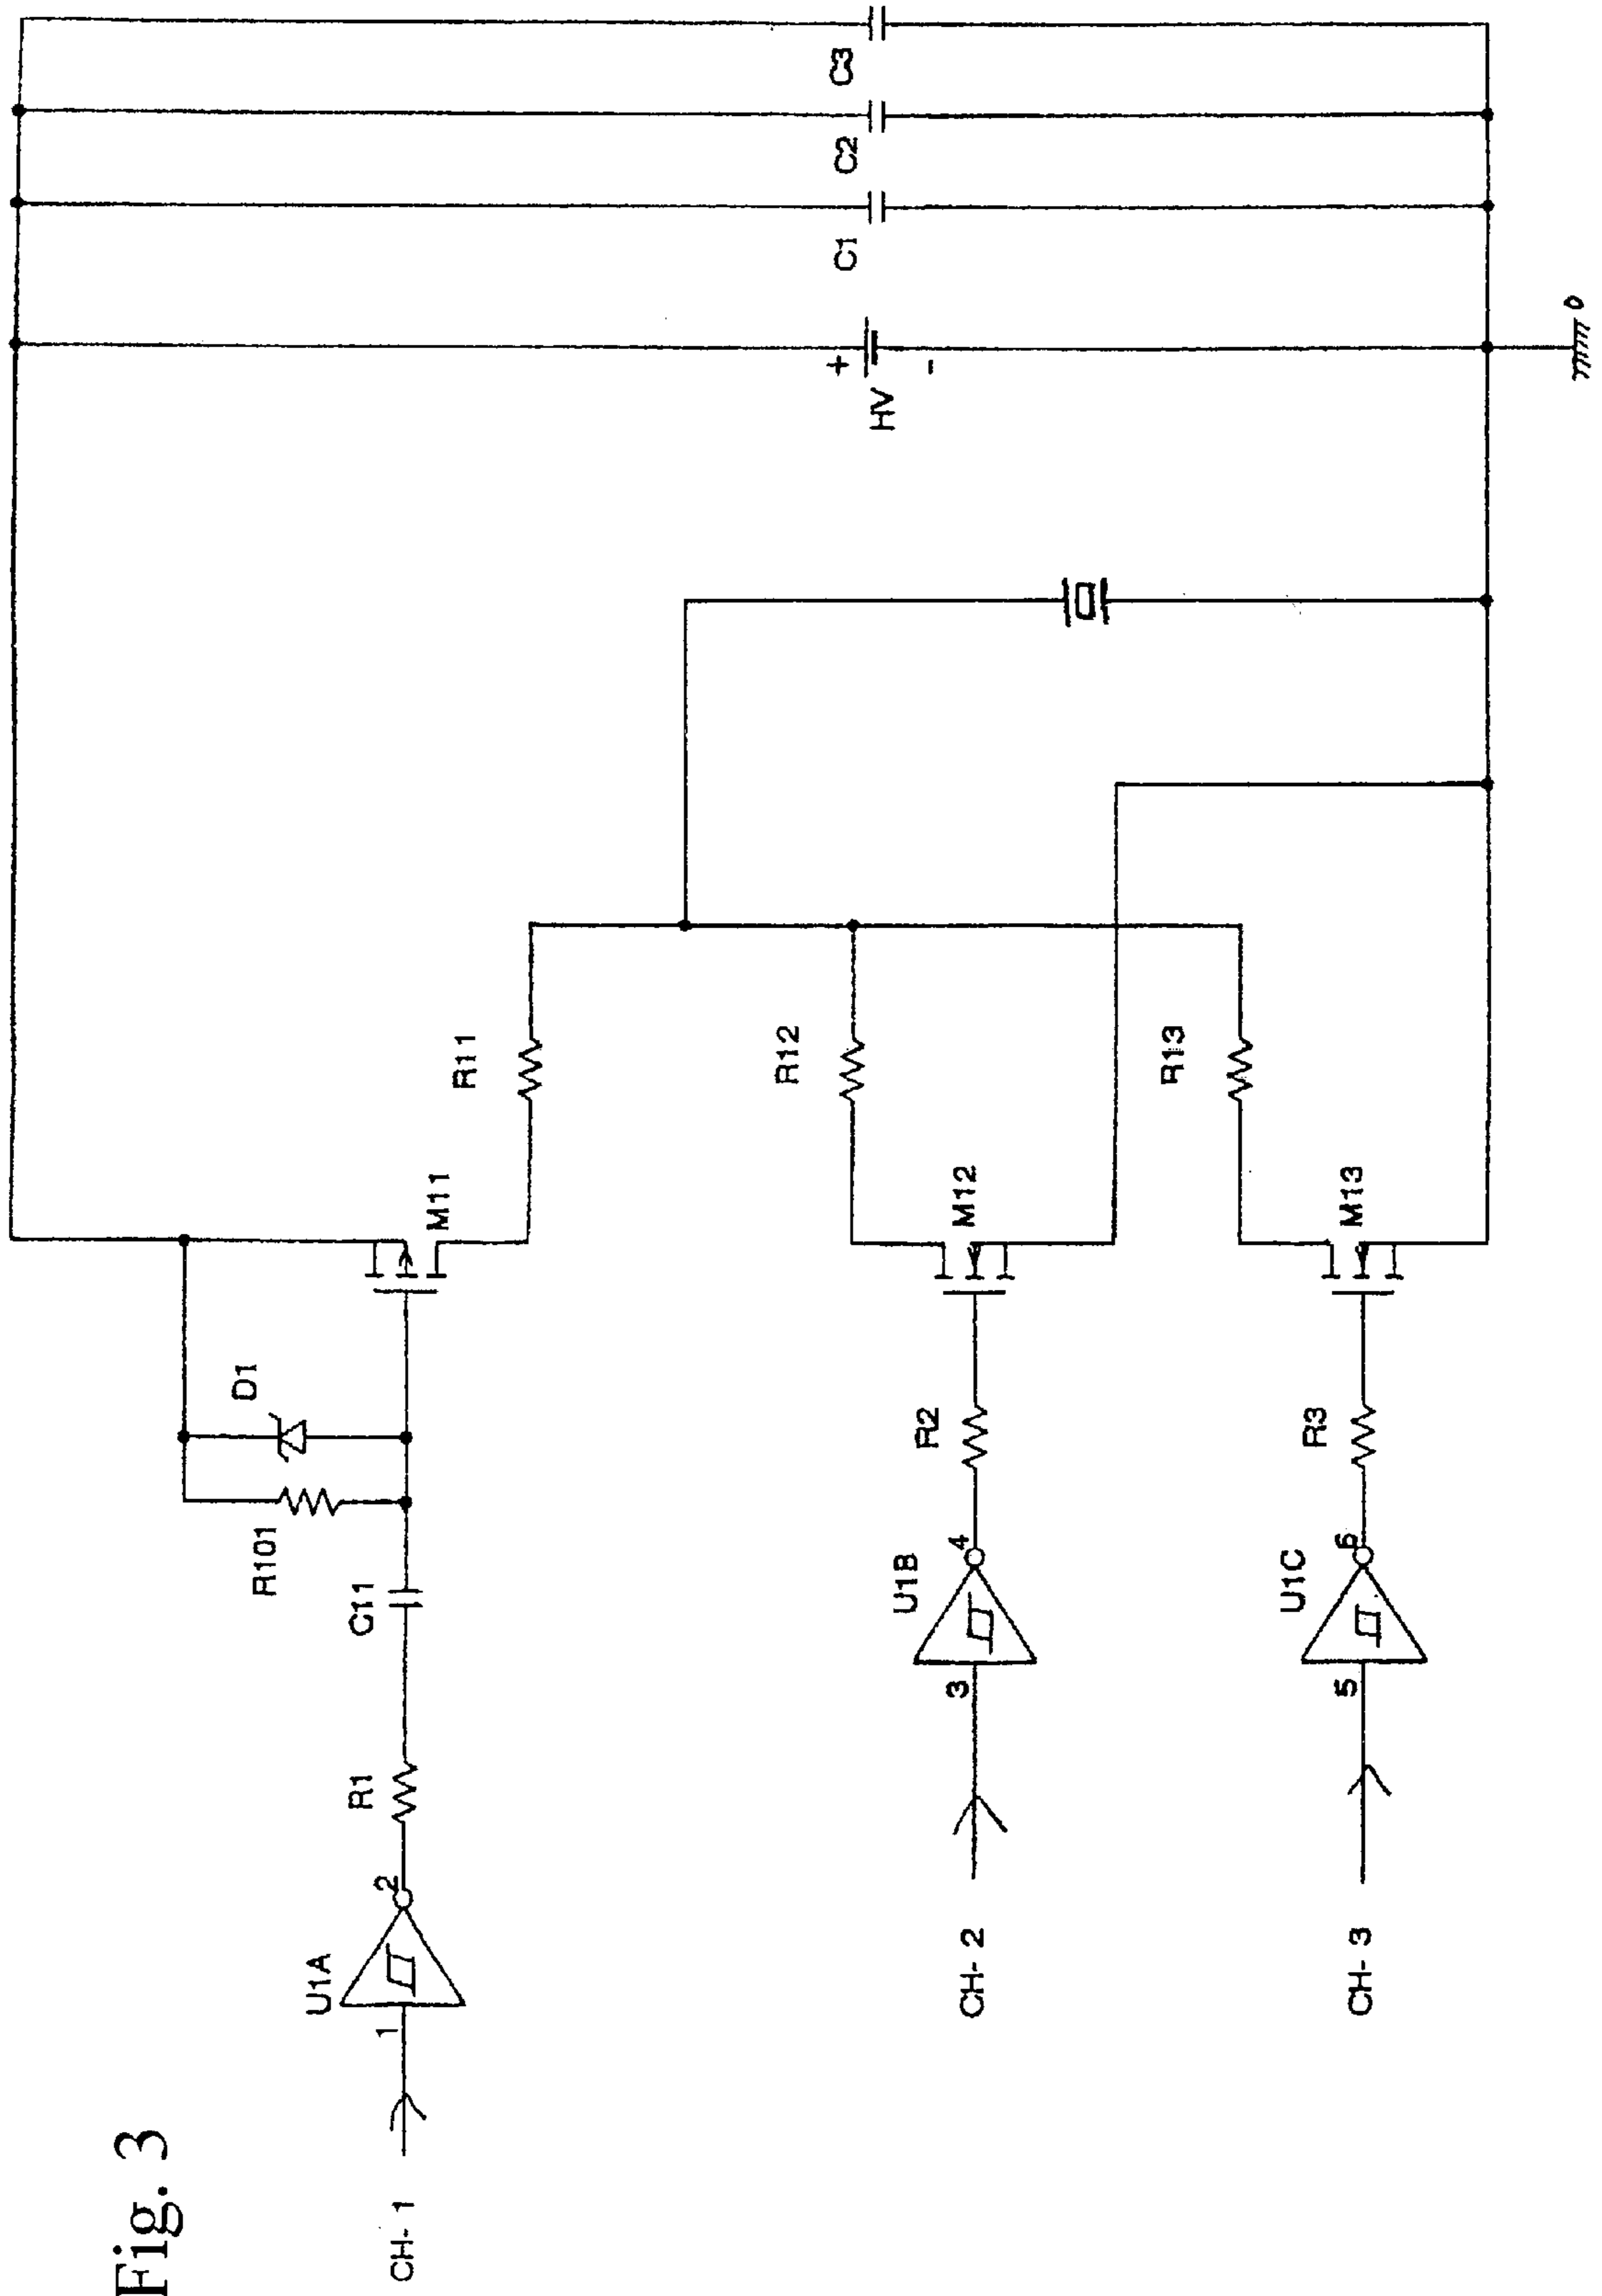 Fig. 3
CH- 1
1
U1A
2
R1
C11
R101
D1
M11
R11
CH- 2
3
U1B
4
R2
M12
R12
CH- 3
5
U1C
6
R3
M13
R13
HV
+
-
C1
C2
C3
0